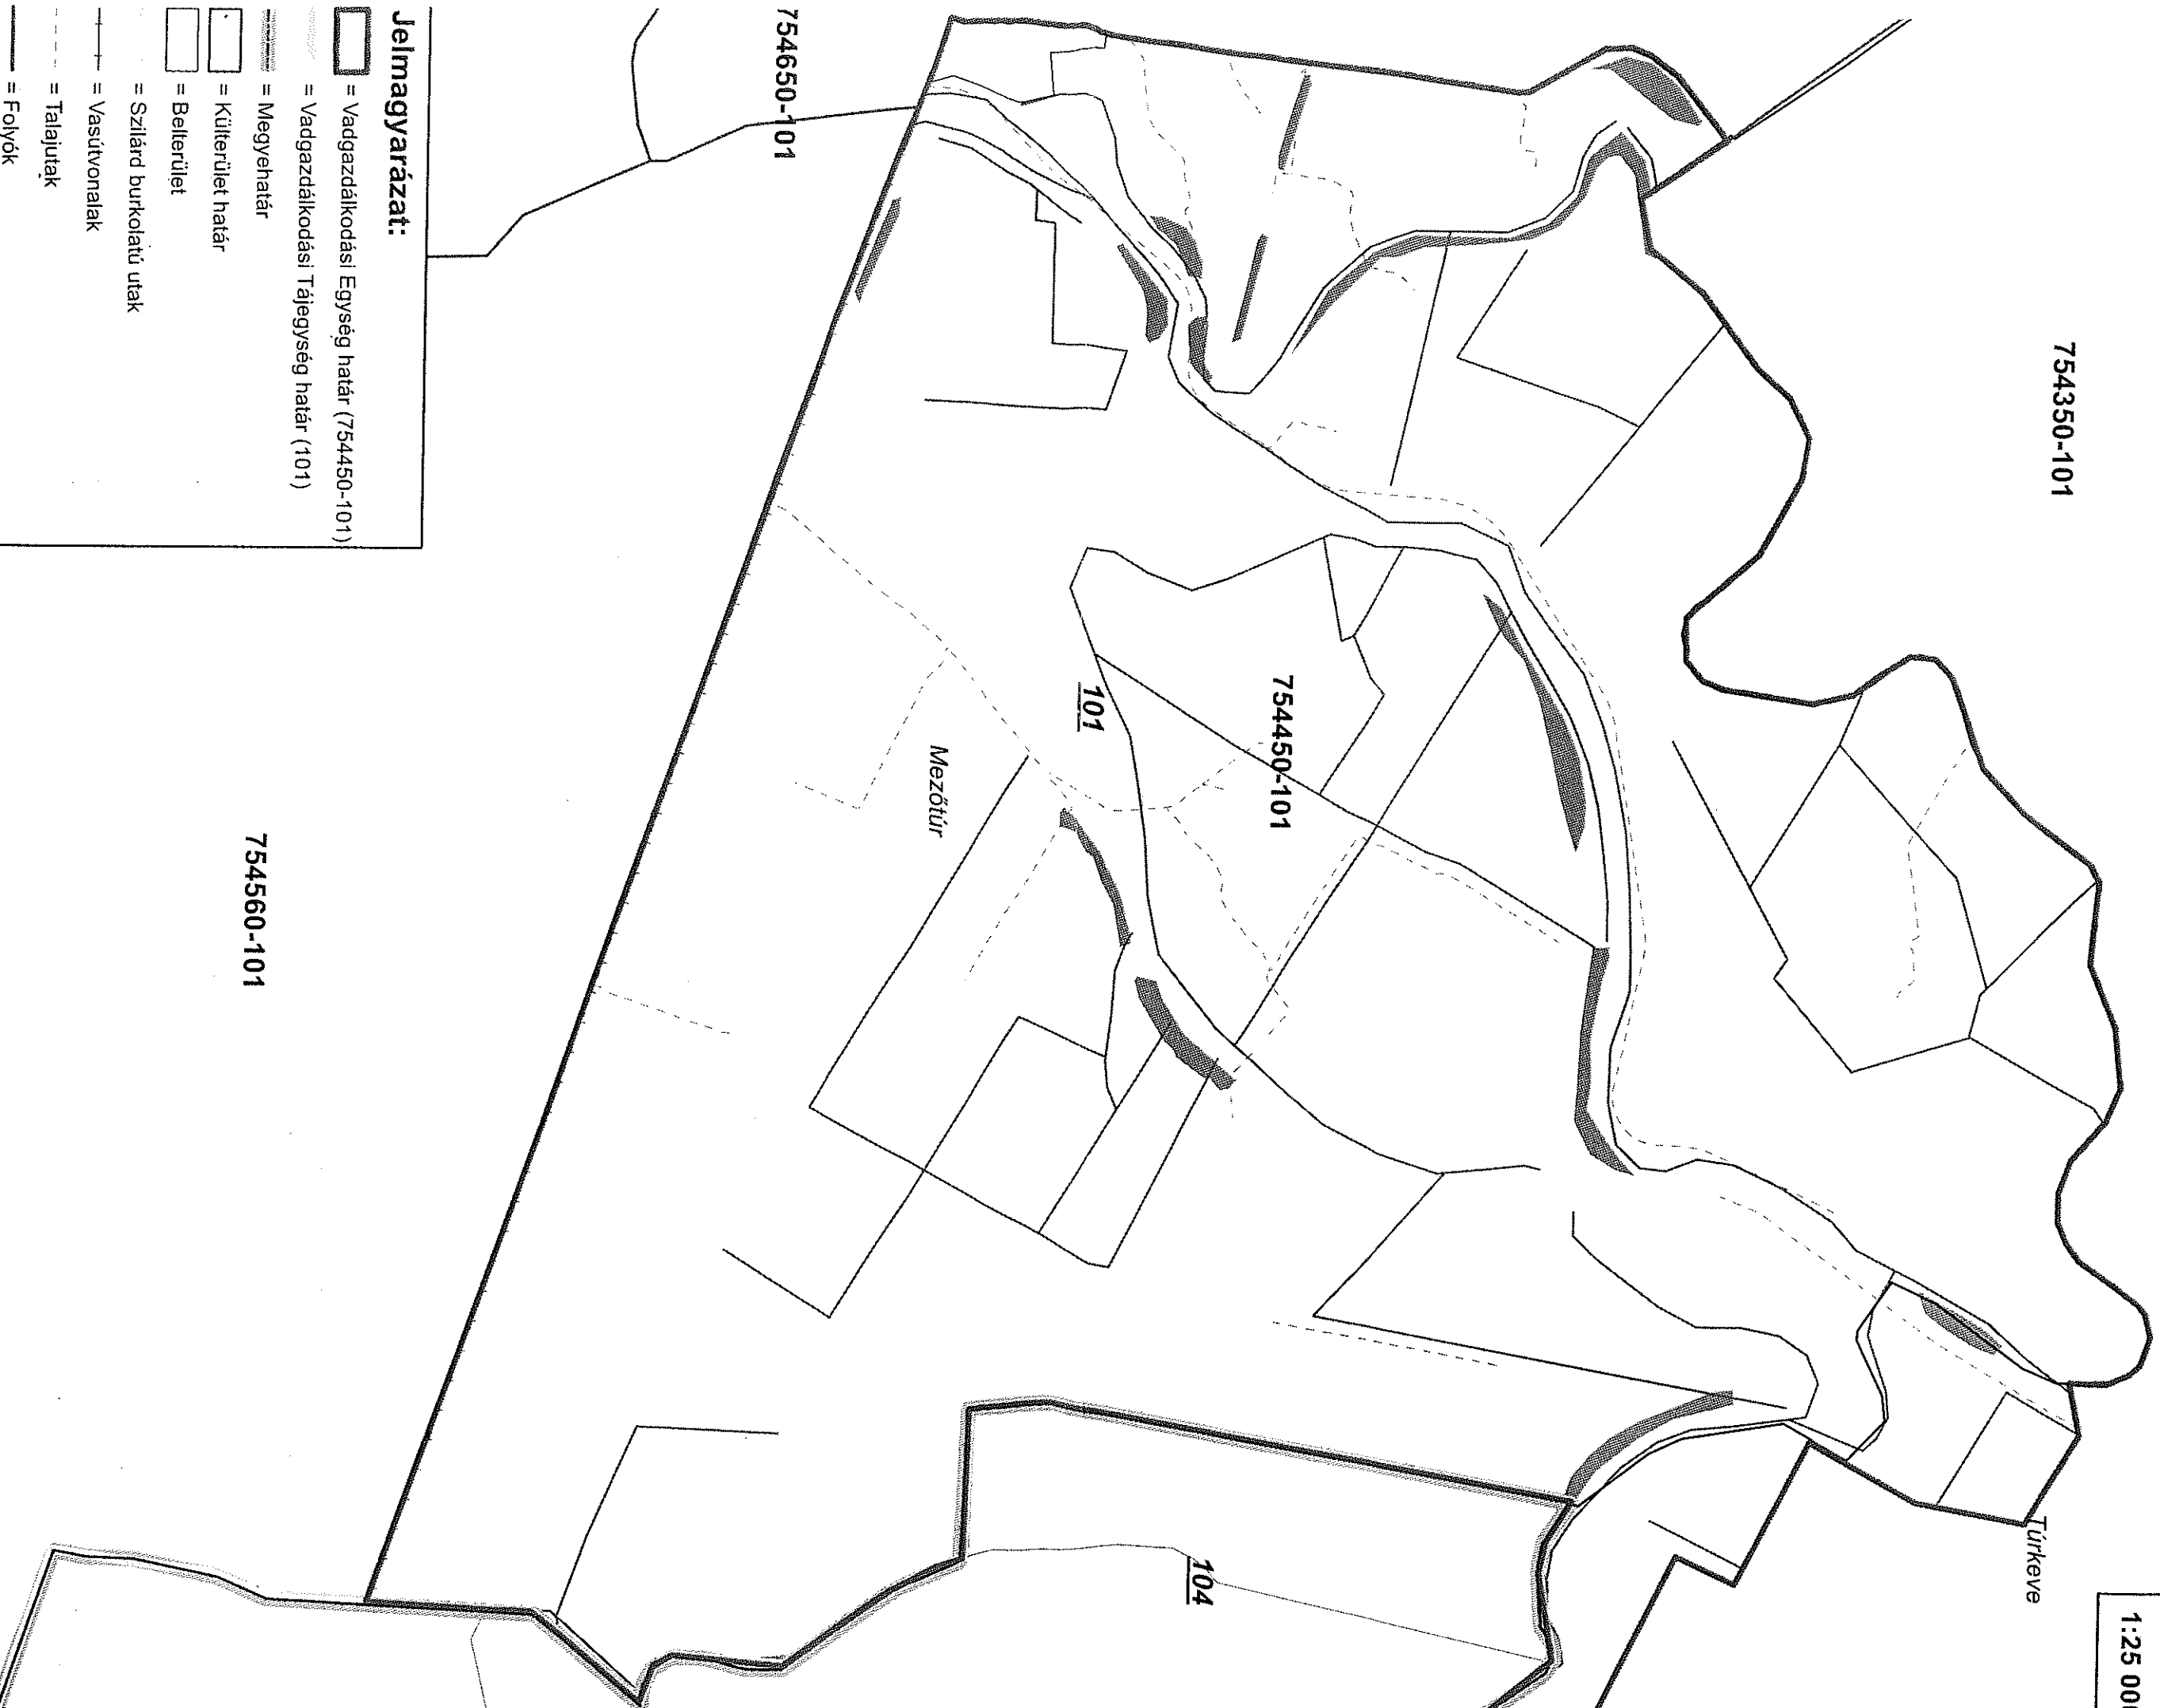 1:25 00
Túrkeve
754350-101
754450-101
101
104
Mezőtúr
754650-101
754560-101
Jelmagyarázat:
= Vadgazdálkodási Egység határ (754450-101)
= Vadgazdálkodási Tájegység határ (101)
= Megyehatár
= Külterület határ
= Belterület
= Szilárd burkolatú utak
= Vasútvonalak
= Talajutak
= Folyók